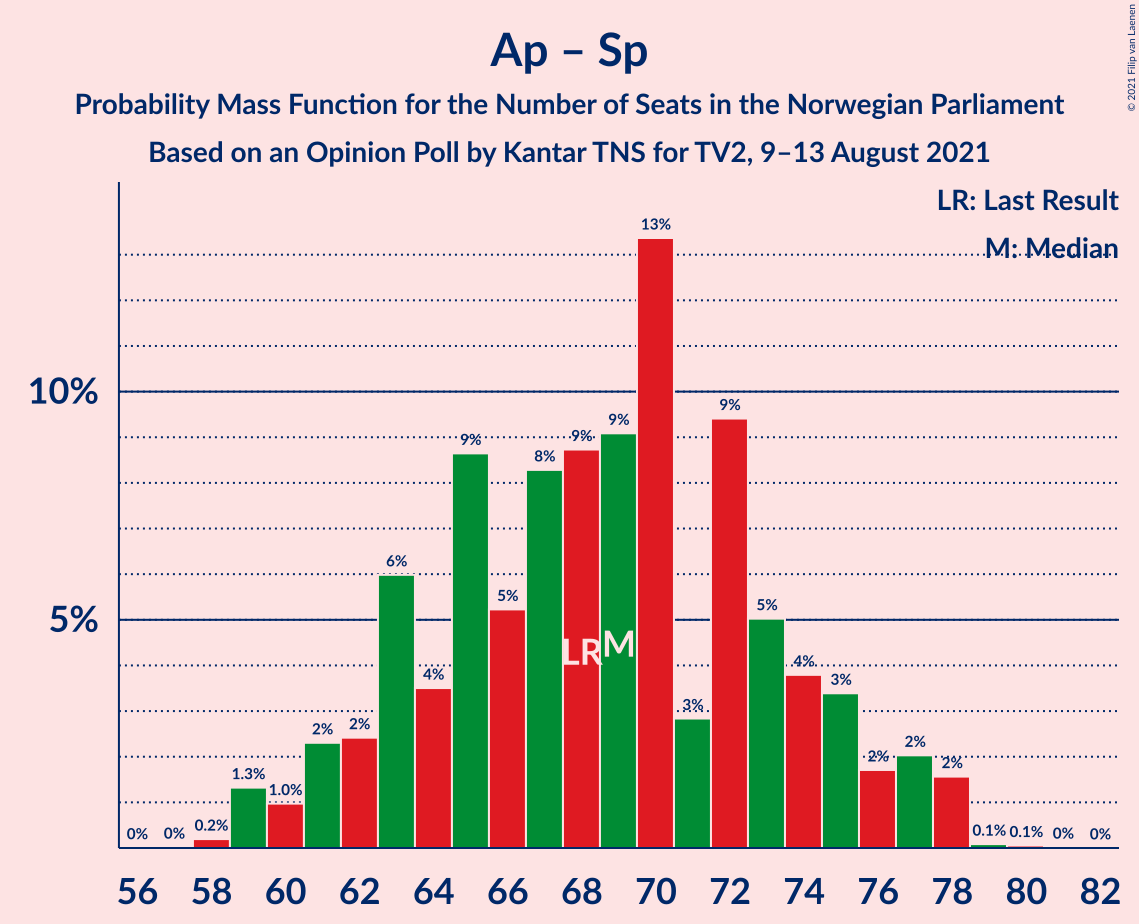 Ap – Sp
Probability Mass Function for the Number of Seats in the Norwegian Parliament
Based on an Opinion Poll by Kantar TNS for TV2, 9–13 August 2021
© 2021 Filip van Laenen
LR: Last Result
M: Median
10%
5%
0% 0% 0.2% 1.3% 1.0% 2% 2% 6% 4% 9% 5% 8% 9% 9% 13% 3% 9% 5% 4% 3% 2% 2% 2% 0.1% 0.1% 0% 0%
LR M
56 58 60 62 64 66 68 70 72 74 76 78 80 82